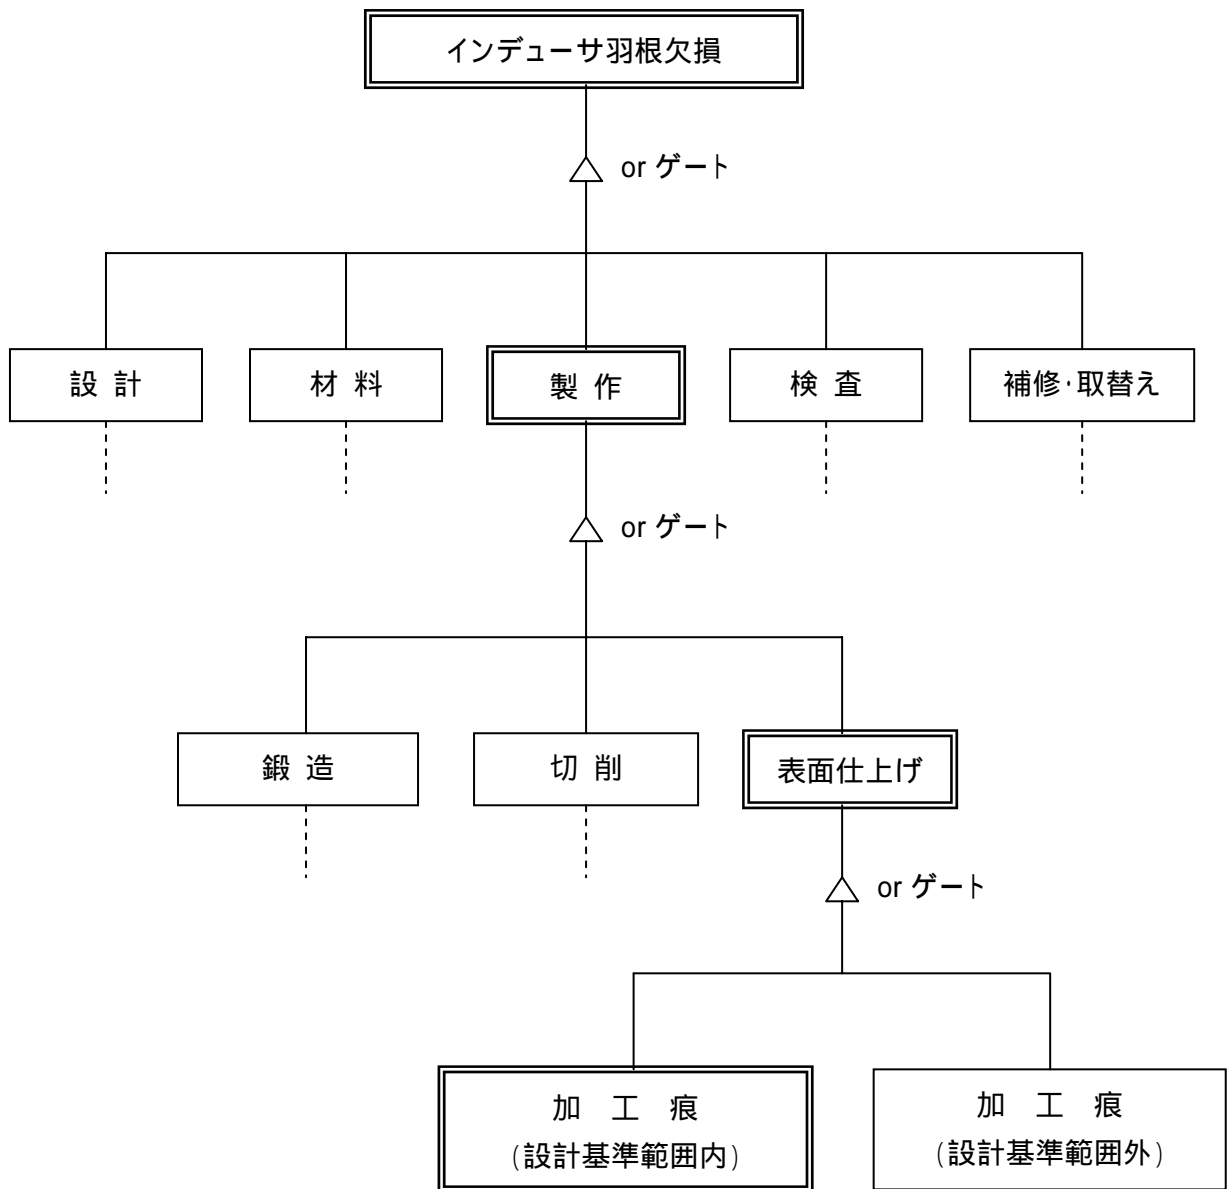 インデューサ羽根欠損
or ゲート
設 計
材 料
製 作
検 査
補修・取替え
or ゲート
鍛 造
切 削
表面仕上げ
or ゲート
加 工 痕
(設計基準範囲内)
加 工 痕
(設計基準範囲外)